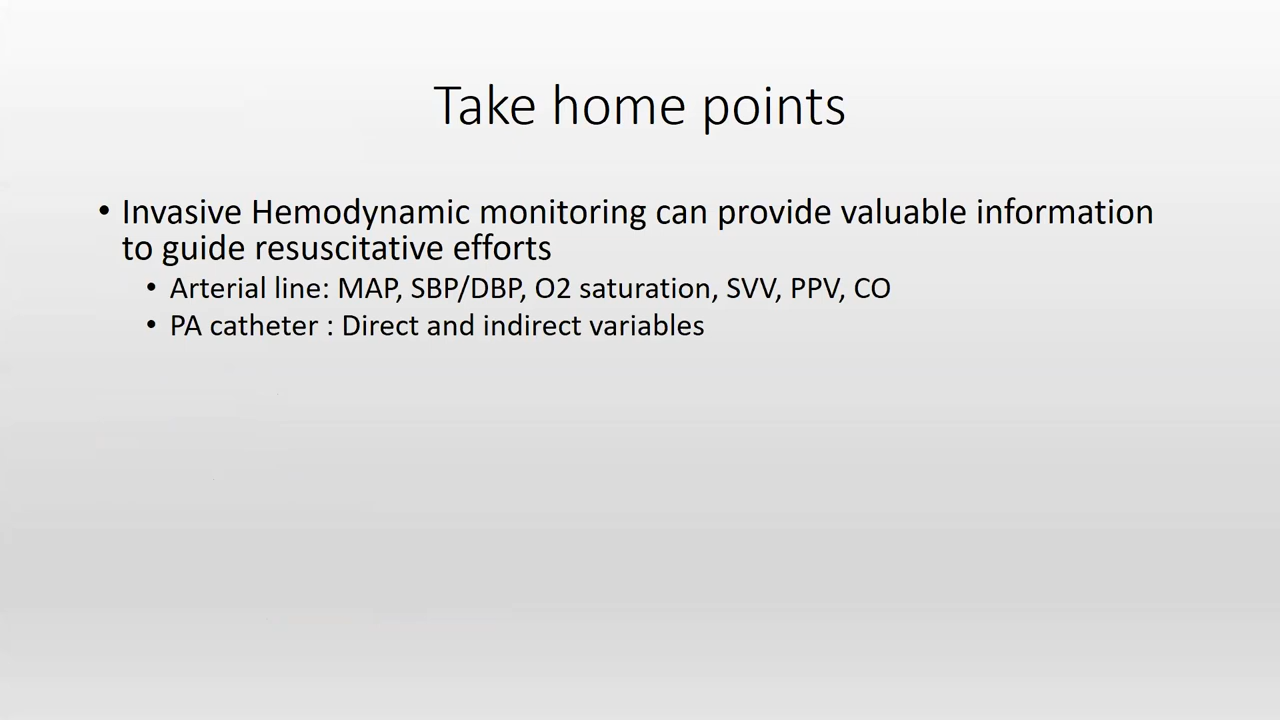 Take home points
• Invasive Hemodynamic monitoring can provide valuable information
to guide resuscitative efforts
• Arterial line: MAP, SBP/DBP, O2 saturation, SVV, PPV, CO
• PA catheter : Direct and indirect variables